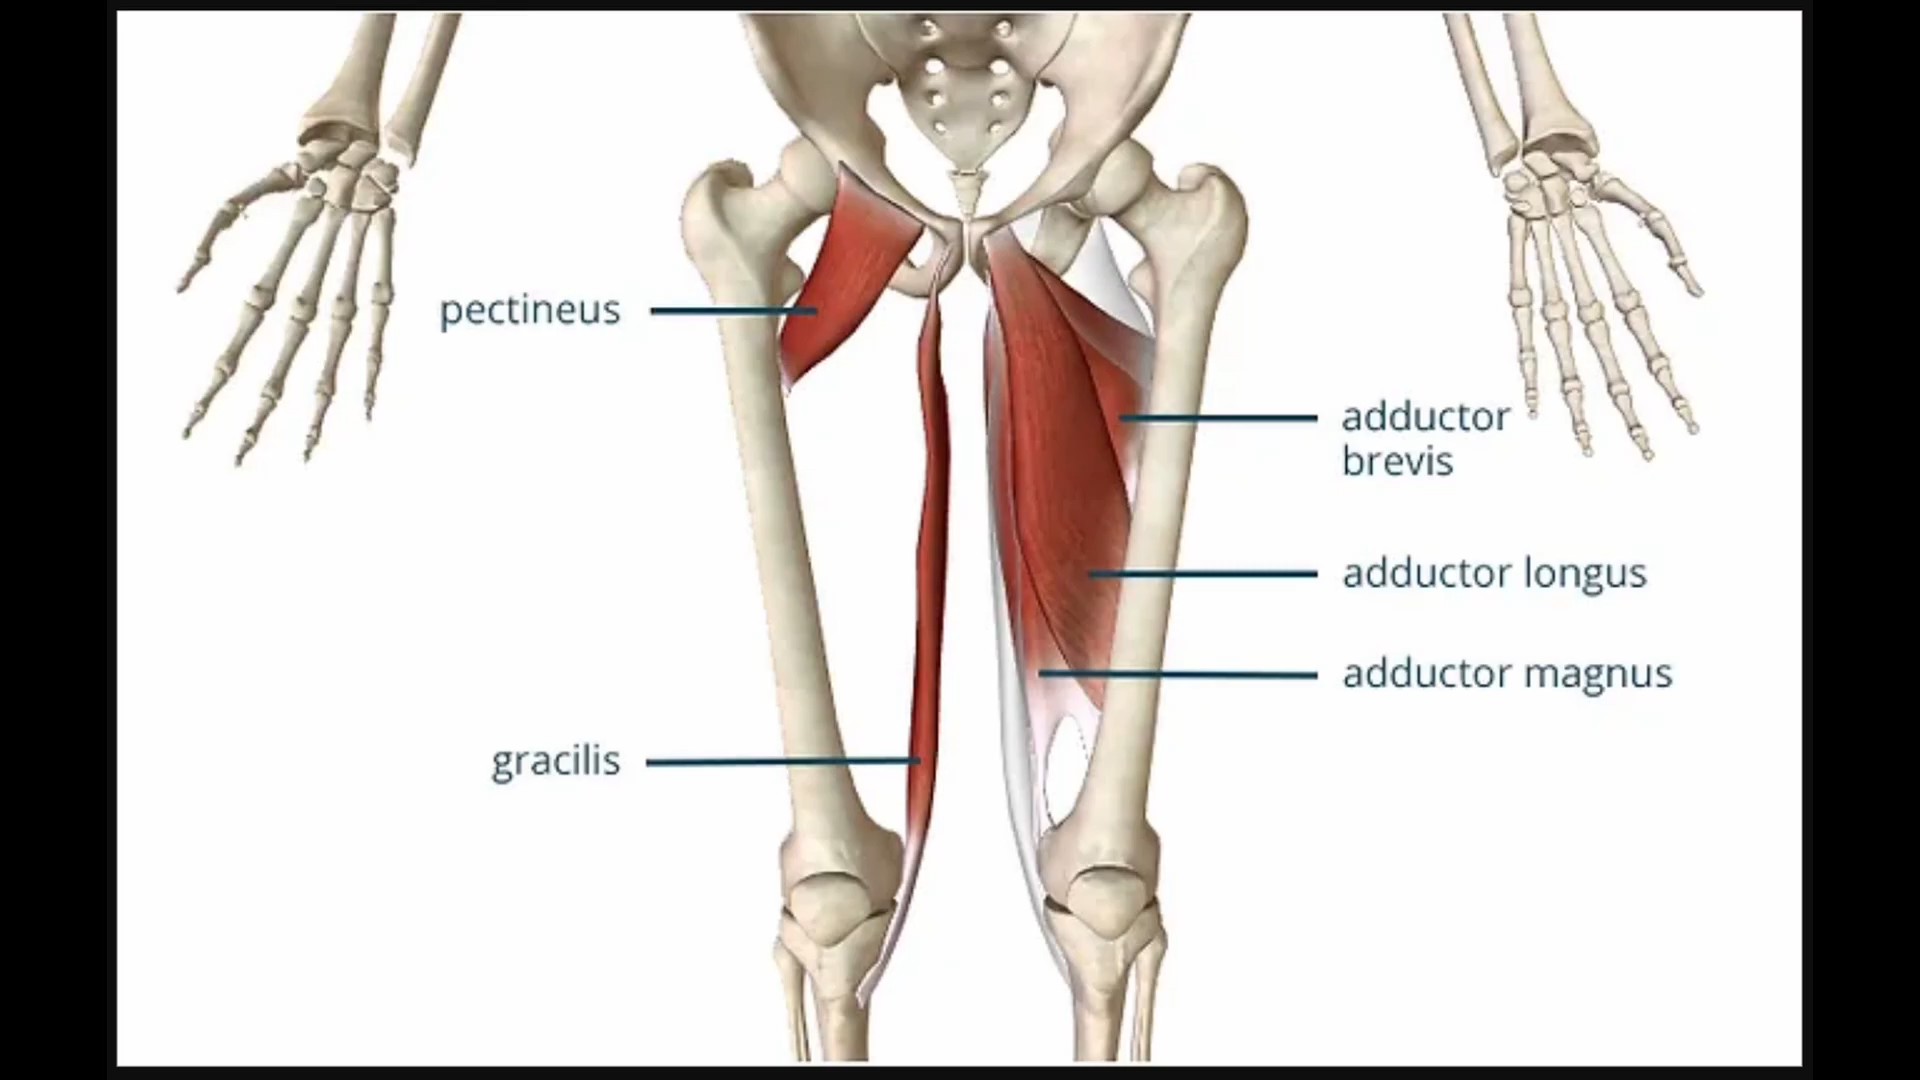 pectineus
adductor
brevis
adductor longus
adductor magnus
gracilis